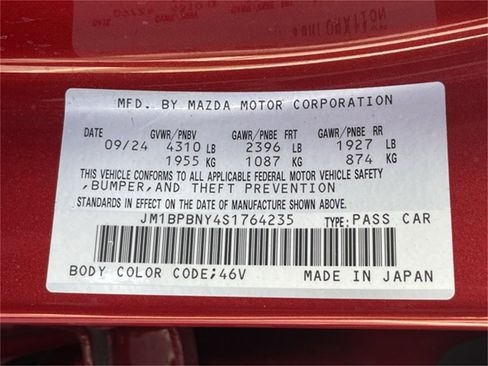 MFD. BY MAZDA MOTOR CORPORATION
DATE GVWR/PNBV GAWR/PNBE FRT GAWR/PNBE RR
09/24 4310 LB 2396 LB 1927 LB
1955 KG 1087 KG 874 KG
THIS VEHICLE CONFORMS TO ALL APPLICABLE FEDERAL MOTOR VEHICLE SAFETY
,BUMPER,AND THEFT PREVENTION
STANDARDS IN EFFECT ON THE DATE OF MANUFACTURE SHOWN ABOVE.
JM1BPBNY4S1764235 TYPE: PASS CAR
BODY COLOR CODE;46V MADE IN JAPAN